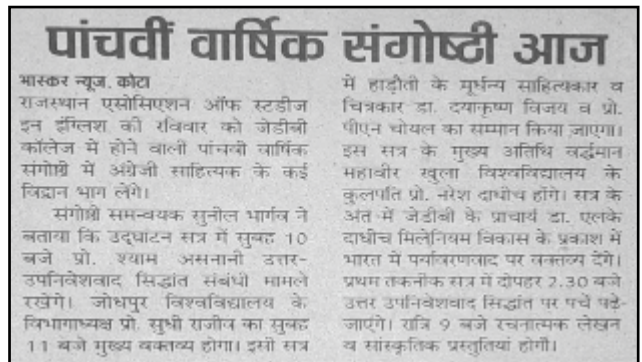 पांचवीं वार्षिक संगोष्ठी आज
भास्कर न्यूज. कोटा
राजस्थान एसोसिएशन ऑफ स्टडीज
इन इंग्लिश की रविवार को जेडीबी
कॉलेज में होने वाली पांचवी वार्षिक
संगोष्ठी में अंग्रेजी साहित्यक के कई
विद्वान भाग लेंगे।
संगोष्ठी समन्वयक सुनील भार्गव ने
बताया कि उद्घाटन सत्र में सुबह 10
बजे प्रो. श्याम असनानी उत्तर-
उपनिवेशवाद सिद्धांत संबंधी मामले
रखेंगे। जोधपुर विश्वविद्यालय के
विभागाध्यक्ष प्रो. सुधी राजीव का सुबह
11 बजे मुख्य वक्तव्य होगा। इसी सत्र
में हाड़ौती के मूर्धन्य साहित्यकार व
चित्रकार डा. दयाकृष्ण विजय व प्रो.
पीएन चोयल का सम्मान किया जाएगा।
इस सत्र के मुख्य अतिथि वर्द्धमान
महावीर खुला विश्वविद्यालय के
कुलपति प्रो. नरेश दाधीच होंगे। सत्र के
अंत में जेडीबी के प्राचार्य डा. एलके
दाधीच मिलेनियम विकास के प्रकाश में
भारत में पर्यावरणवाद पर वक्तव्य देंगे।
प्रथम तकनीक सत्र में दोपहर 2.30 बजे
उत्तर उपनिवेशवाद सिद्धांत पर पर्चे पढ़े-
जाएंगे। रात्रि 9 बजे रचनात्मक लेखन
व सांस्कृतिक प्रस्तुतियां होंगी।